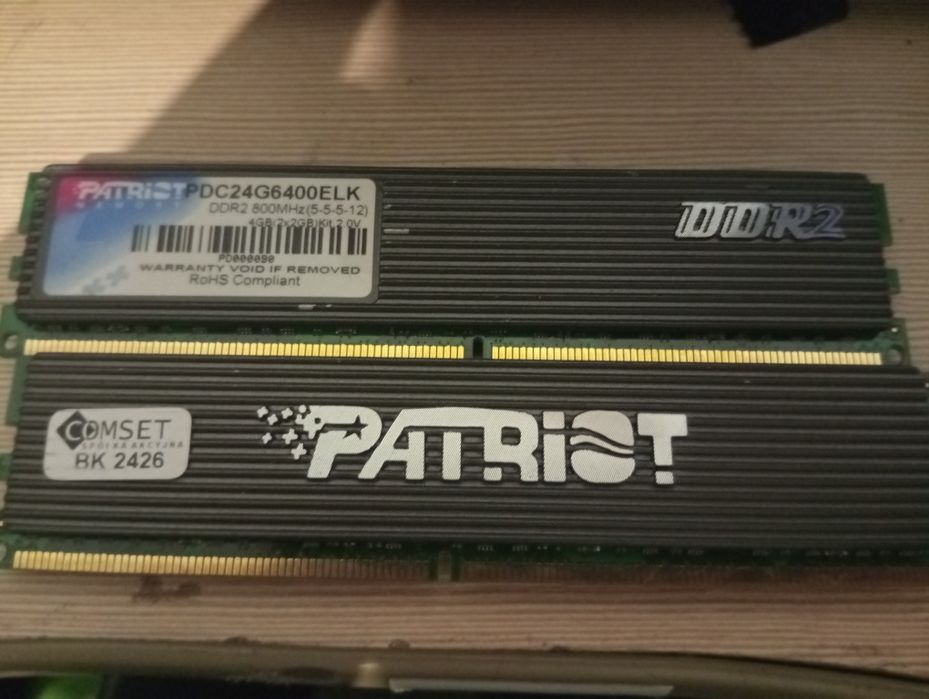 PATRiOT PDC24G6400ELK
DDR2 800MHz(5-5-5-12)
4GB(2x2GB)Kit 2.0V
PD000090
WARRANTY VOID IF REMOVED
RoHS Compliant
DDR2
COMSET
SPÓŁKA AKCYJNA
BK 2426
PATRiOT